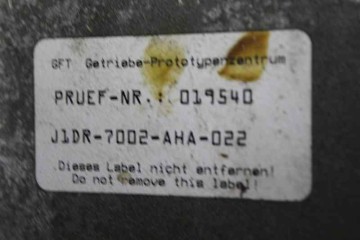 GFT Getriebe-Prototypenzentrum
PRUEF-NR.: 019540
J1DR-7002-AHA-022
Dieses Label nicht entfernen!
Do not remove this label!